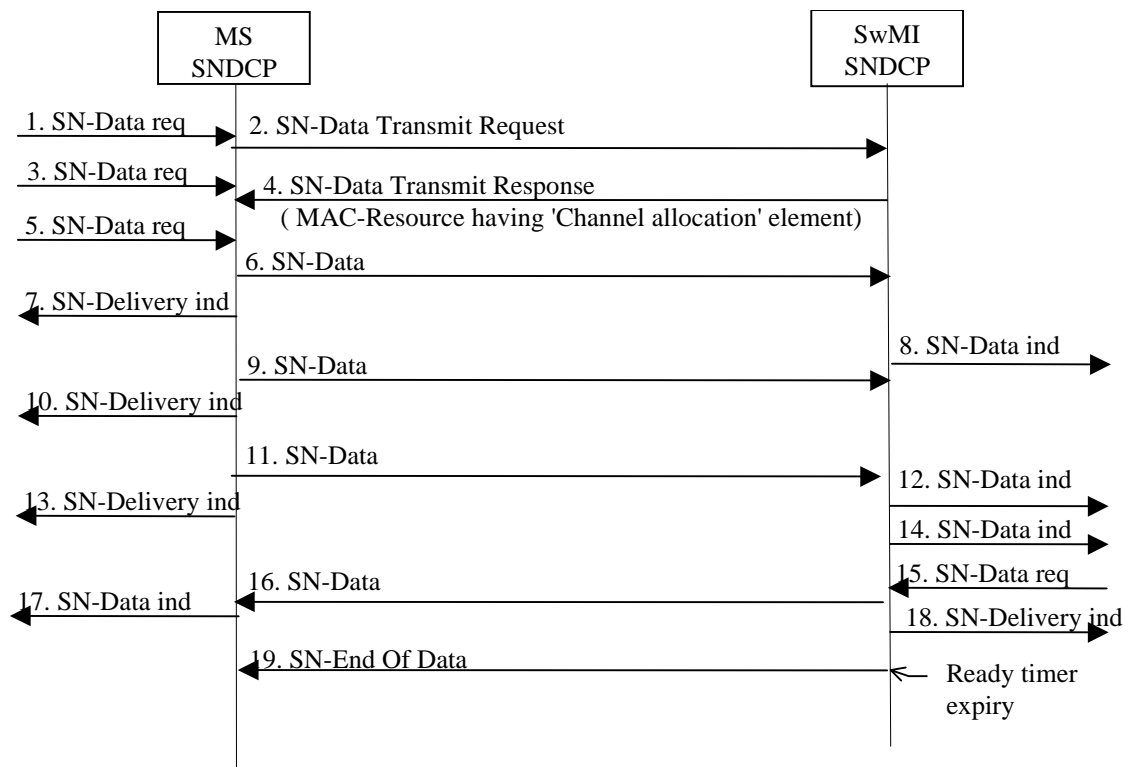 MS
SNDCP
SwMI
SNDCP
1. SN-Data req
2. SN-Data Transmit Request
3. SN-Data req
4. SN-Data Transmit Response
( MAC-Resource having 'Channel allocation' element)
5. SN-Data req
6. SN-Data
7. SN-Delivery ind
8. SN-Data ind
9. SN-Data
10. SN-Delivery ind
11. SN-Data
12. SN-Data ind
13. SN-Delivery ind
14. SN-Data ind
15. SN-Data req
16. SN-Data
17. SN-Data ind
18. SN-Delivery ind
19. SN-End Of Data
Ready timer
expiry